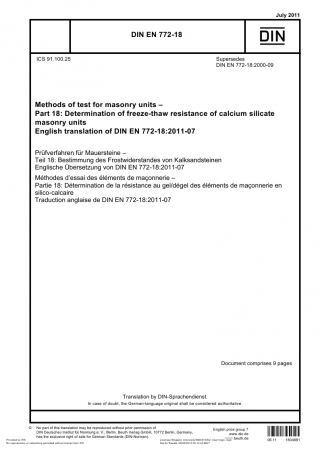 July 2011
DIN EN 772-18
DIN
ICS 91.100.25
Supersedes
DIN EN 772-18:2000-09
Methods of test for masonry units –
Part 18: Determination of freeze-thaw resistance of calcium silicate
masonry units
English translation of DIN EN 772-18:2011-07
Prüfverfahren für Mauersteine –
Teil 18: Bestimmung des Frostwiderstandes von Kalksandsteinen
Englische Übersetzung von DIN EN 772-18:2011-07
Méthodes d'essai des éléments de maçonnerie –
Partie 18: Détermination de la résistance au gel/dégel des éléments de maçonnerie en
silico-calcaire
Traduction anglaise de DIN EN 772-18:2011-07
Document comprises 9 pages
Translation by DIN-Sprachendienst.
In case of doubt, the German-language original shall be considered authoritative.
© No part of this translation may be reproduced without prior permission of
DIN Deutsches Institut für Normung e. V., Berlin. Beuth Verlag GmbH, 10772 Berlin, Germany,
has the exclusive right of sale for German Standards (DIN-Normen).
English price group 7
www.din.de
www.beuth.de